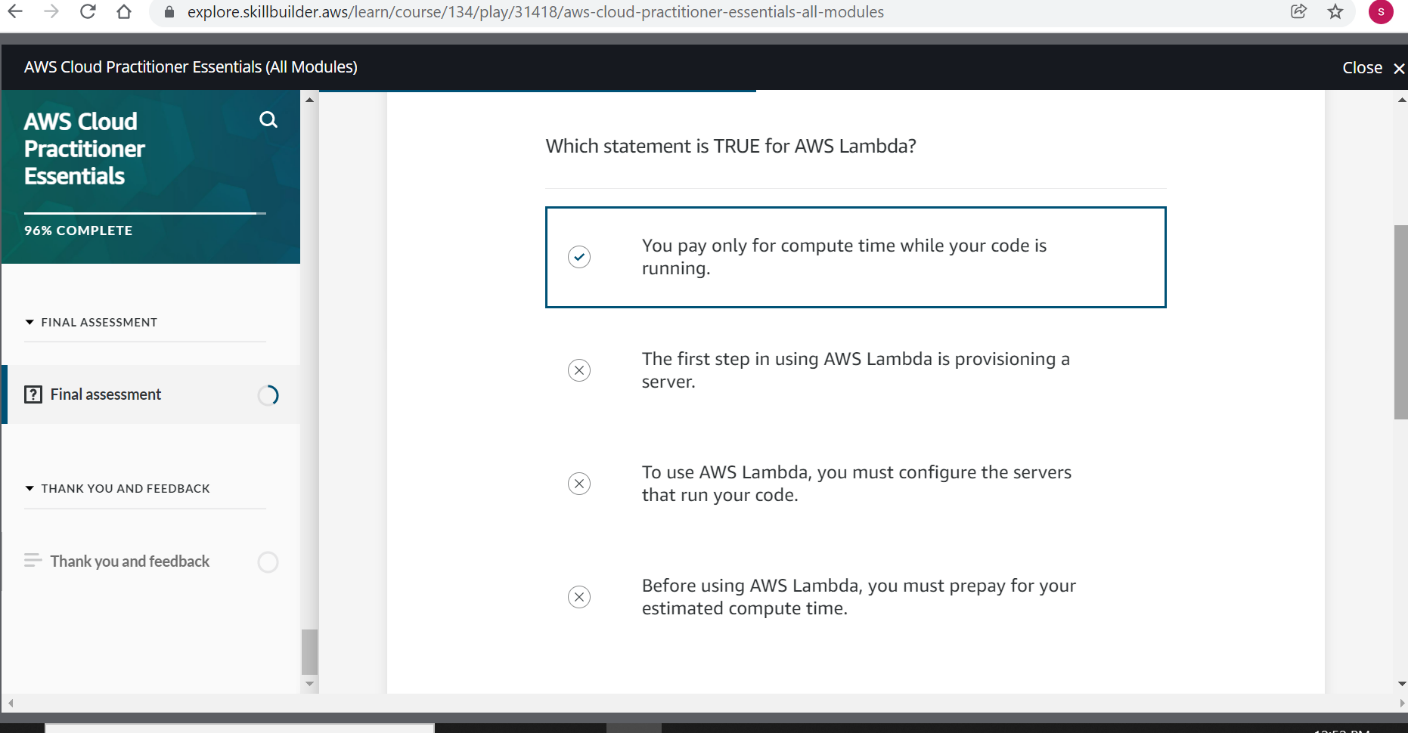 explore.skillbuilder.aws/learn/course/134/play/31418/aws-cloud-practitioner-essentials-all-modules
S
AWS Cloud Practitioner Essentials (All Modules)
Close
AWS Cloud
Practitioner
Essentials
96% COMPLETE
FINAL ASSESSMENT
Final assessment
THANK YOU AND FEEDBACK
Thank you and feedback
Which statement is TRUE for AWS Lambda?
You pay only for compute time while your code is
running.
The first step in using AWS Lambda is provisioning a
server.
To use AWS Lambda, you must configure the servers
that run your code.
Before using AWS Lambda, you must prepay for your
estimated compute time.